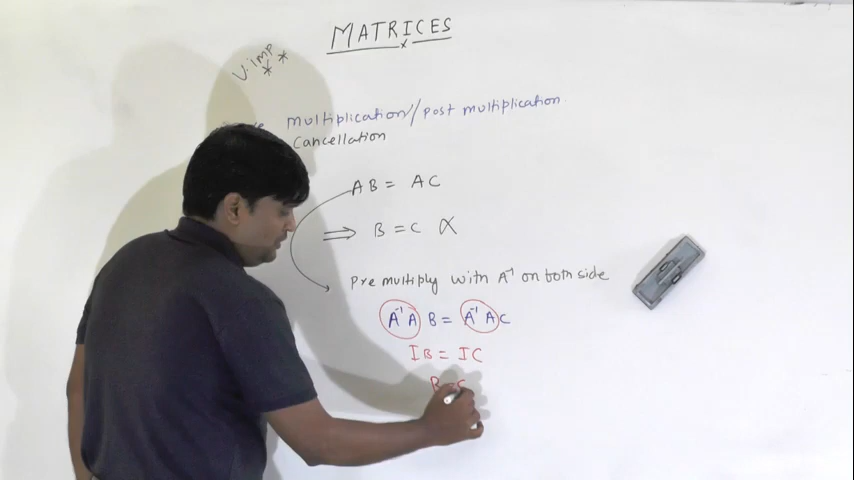 MATRICES
V. imp
* *
multiplication/Post multiplication
Cancellation
AB = AC
⇒ B = C X
Pre multiply with A⁻¹ on both side
A⁻¹A B = A⁻¹A C
IB = IC
B = C